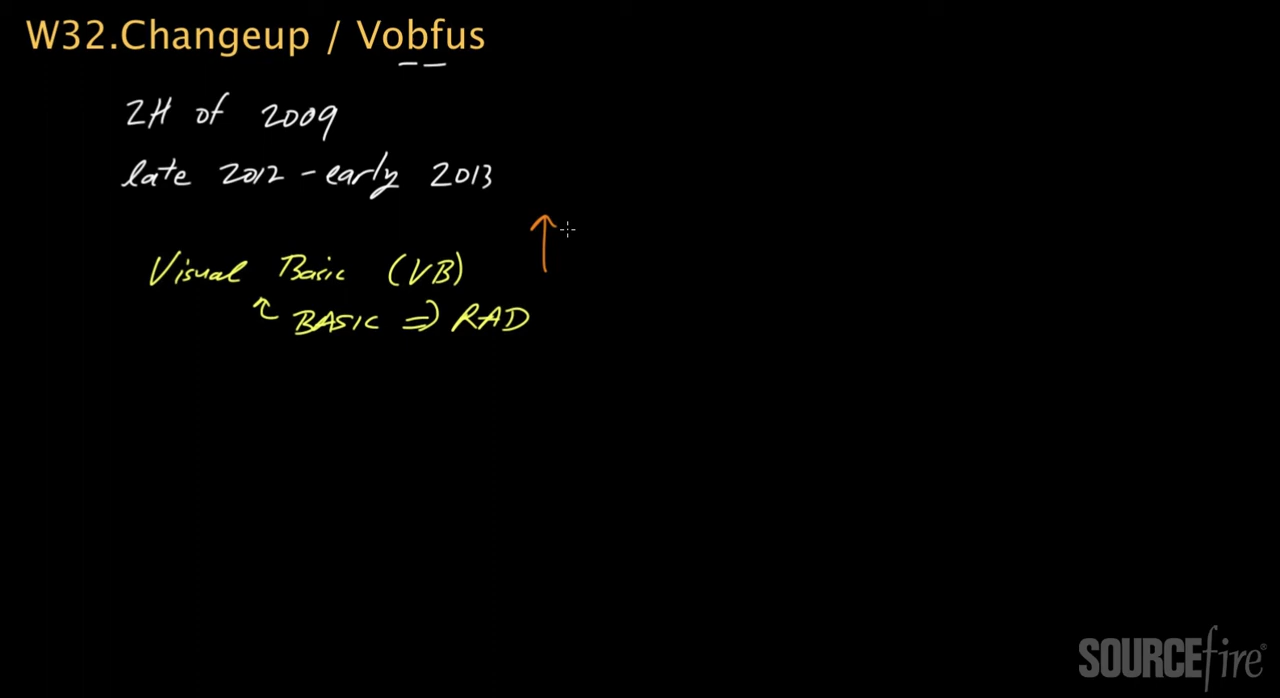 W32.Changeup / Vobfus
2H of 2009
late 2012 - early 2013
Visual Basic (VB)
BASIC ⇒ RAD
SOURCEfire®